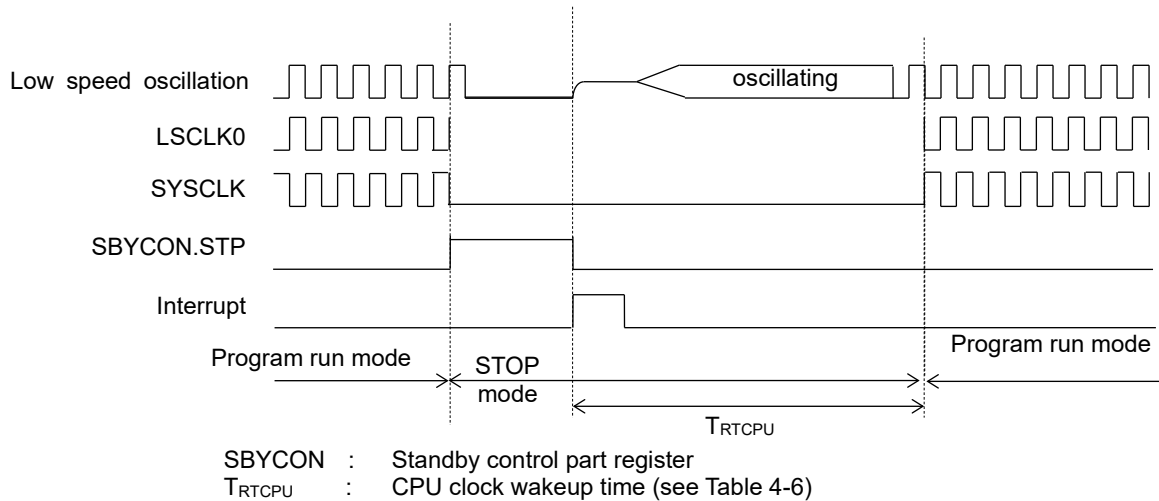 Low speed oscillation
oscillating
LSCLK0
SYSCLK
SBYCON.STP
Interrupt
Program run mode
STOP
mode
Program run mode
TRTCPU
SBYCON : Standby control part register
TRTCPU : CPU clock wakeup time (see Table 4-6)